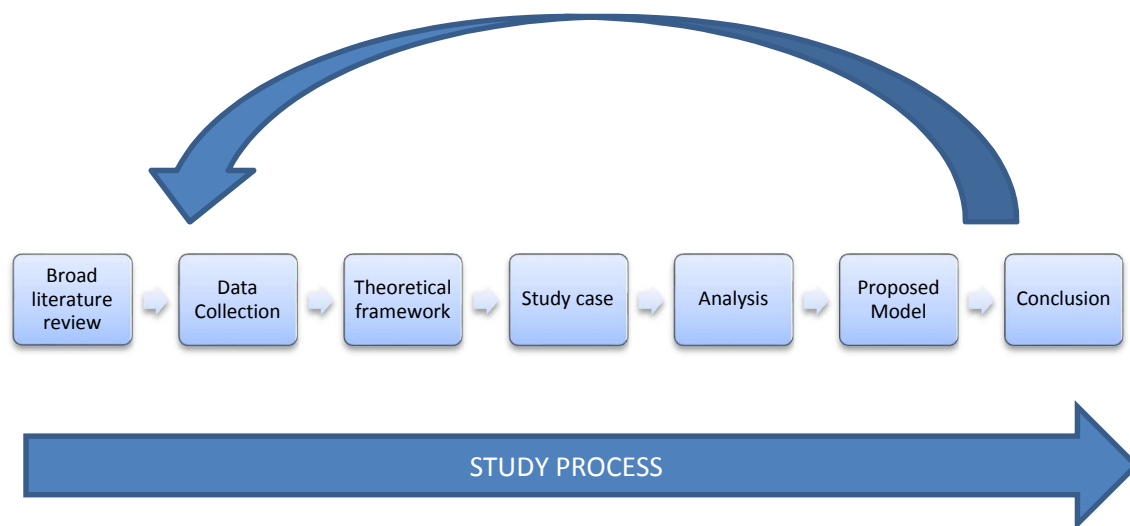 Broad
literature
review
Data
Collection
Theoretical
framework
Study case
Analysis
Proposed
Model
Conclusion
STUDY PROCESS